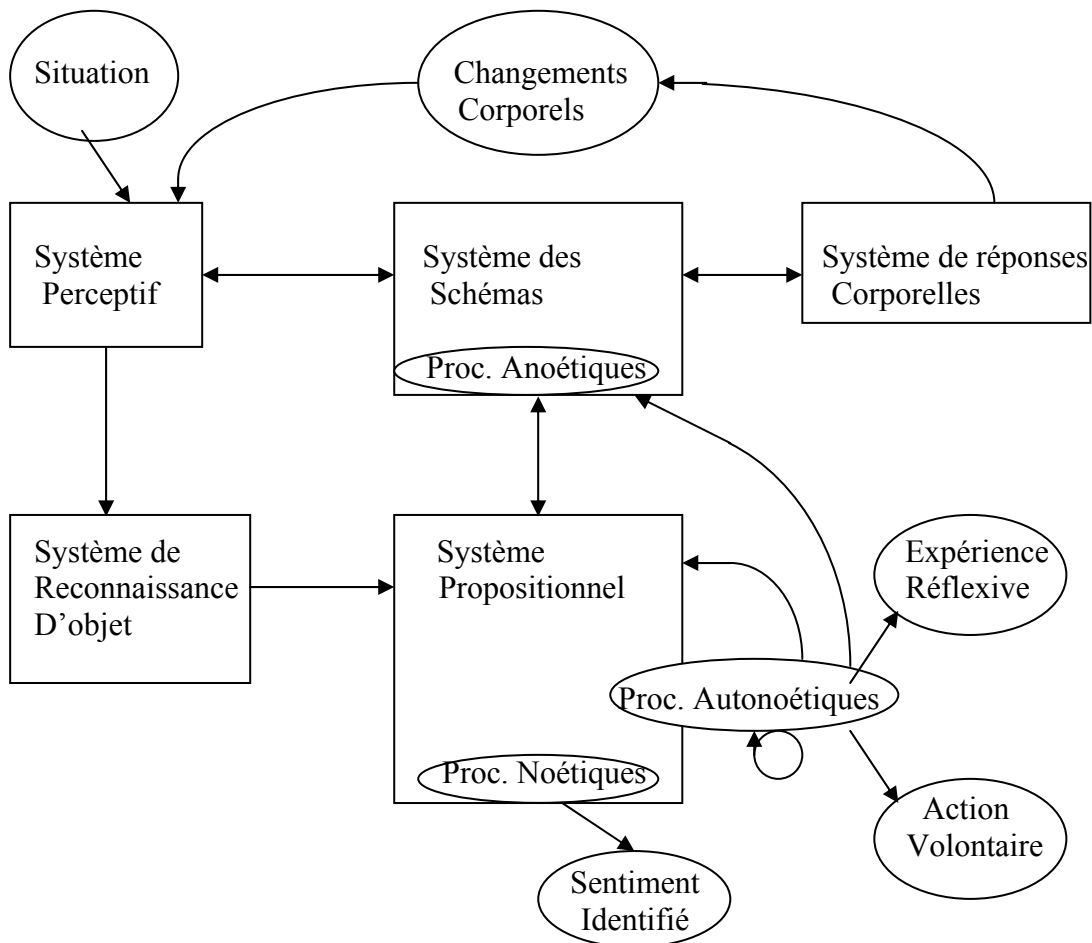 Situation
Changements
Corporels
Système
Perceptif
Système des
Schémas
Système de réponses
Corporelles
Proc. Anoétiques
Système de
Reconnaissance
D’objet
Système
Propositionnel
Expérience
Réflexive
Proc. Autonoétiques
Proc. Noétiques
Action
Volontaire
Sentiment
Identifié